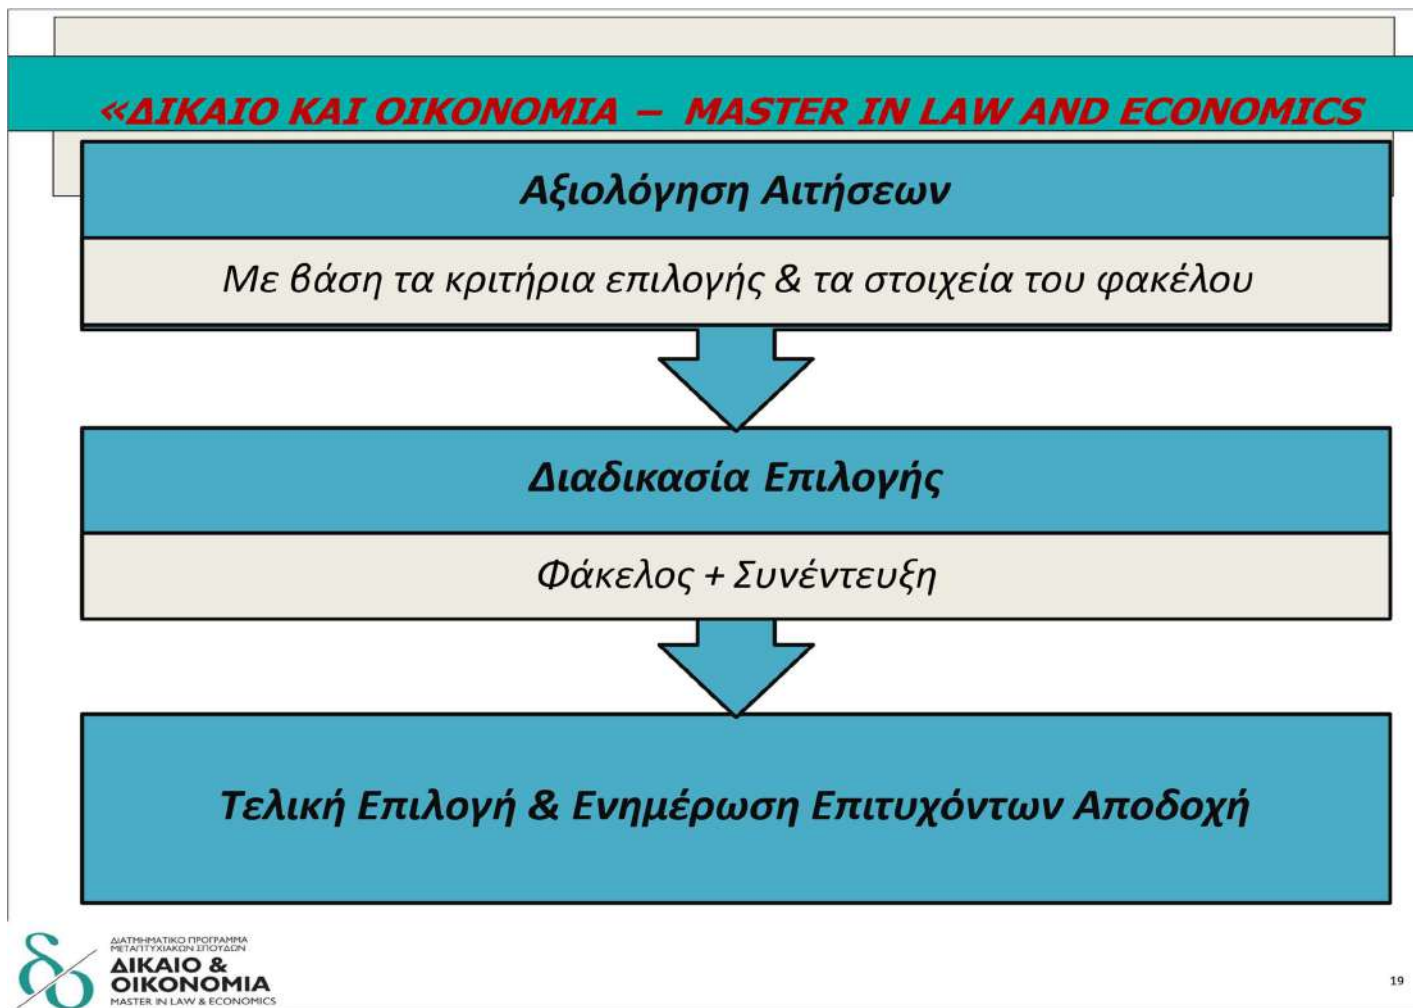 «ΔΙΚΑΙΟ ΚΑΙ ΟΙΚΟΝΟΜΙΑ – MASTER IN LAW AND ECONOMICS
Αξιολόγηση Αιτήσεων
Με βάση τα κριτήρια επιλογής & τα στοιχεία του φακέλου
Διαδικασία Επιλογής
Φάκελος + Συνέντευξη
Τελική Επιλογή & Ενημέρωση Επιτυχόντων Αποδοχή
ΔΙΑΤΜΗΜΑΤΙΚΟ ΠΡΟΓΡΑΜΜΑ
ΜΕΤΑΠΤΥΧΙΑΚΩΝ ΣΠΟΥΔΩΝ
ΔΙΚΑΙΟ &
ΟΙΚΟΝΟΜΙΑ
MASTER IN LAW & ECONOMICS
19